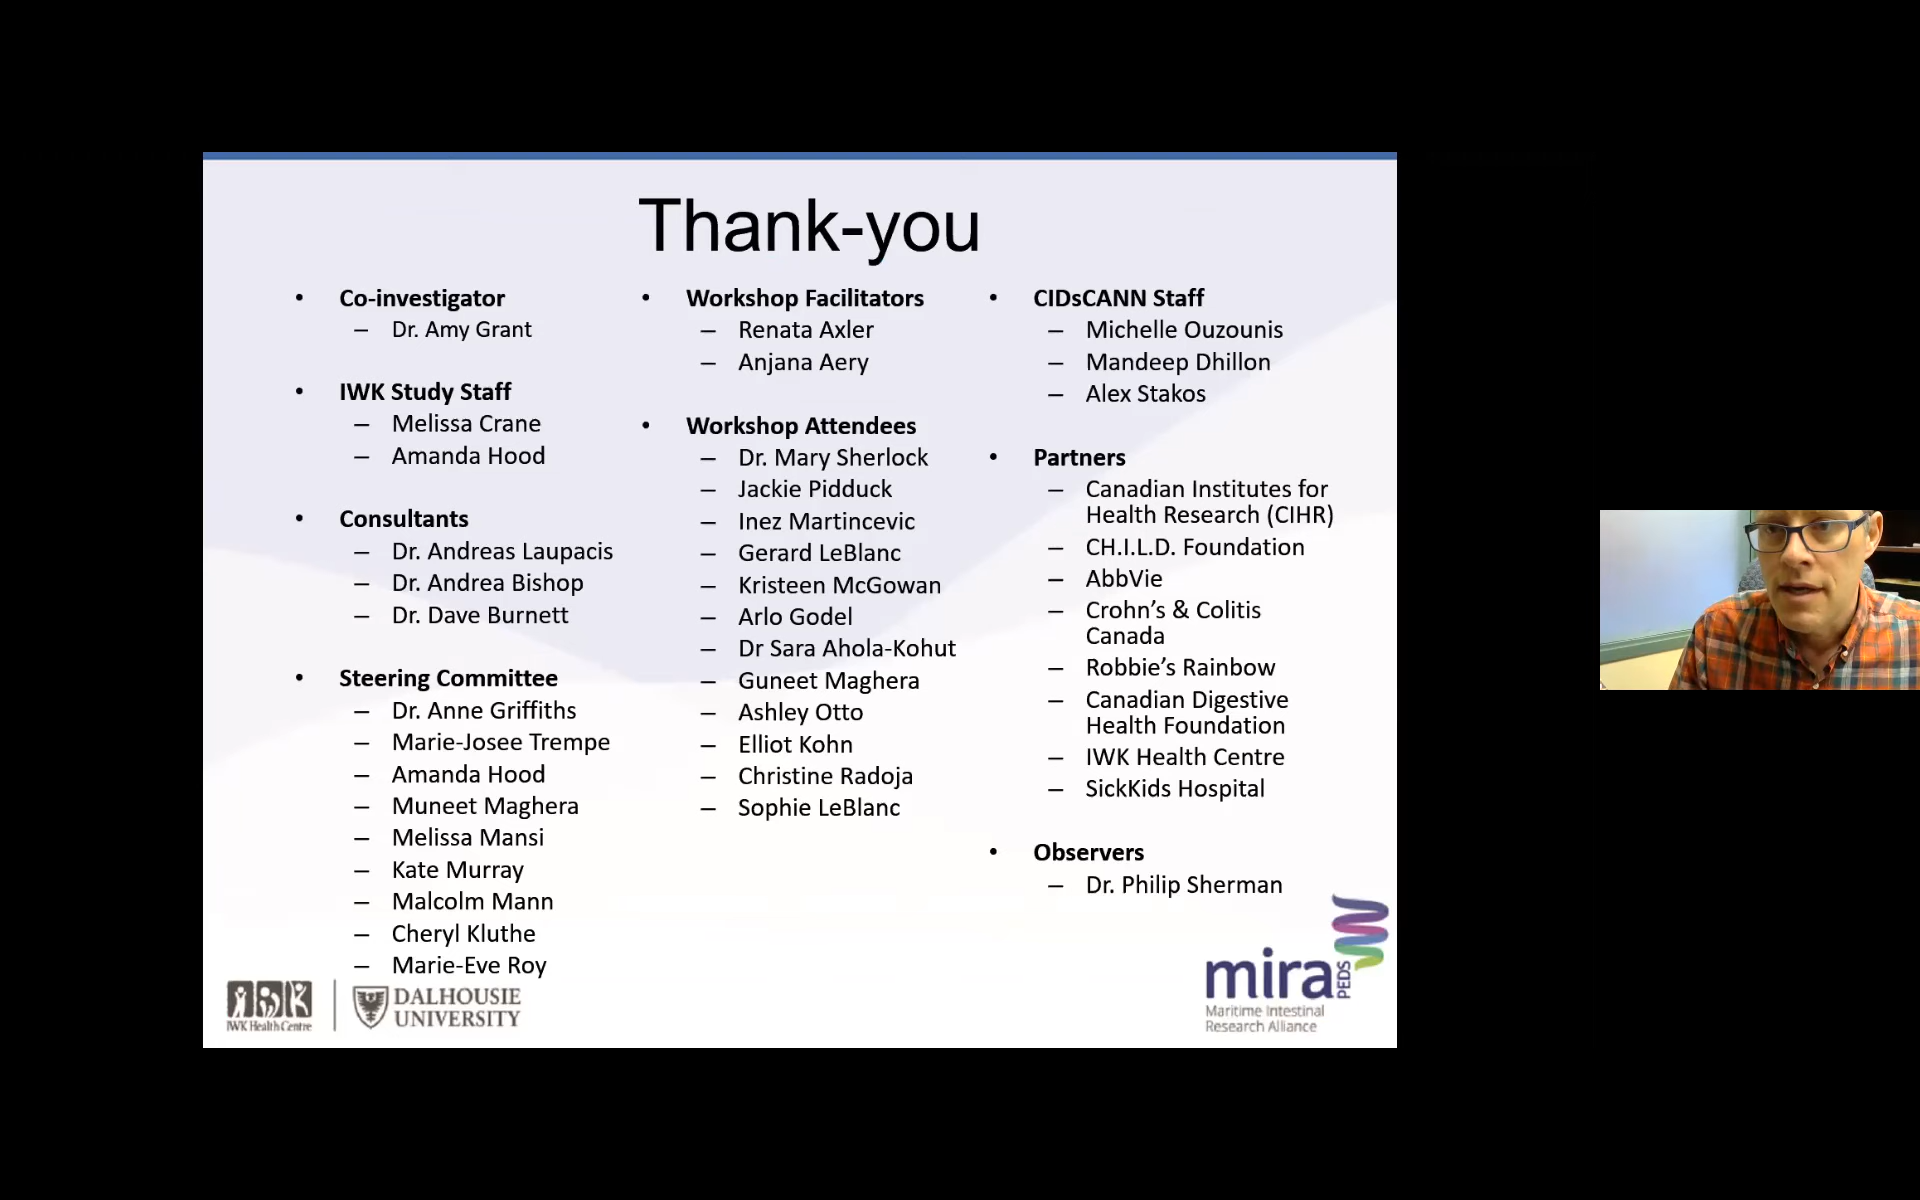 Thank-you
• Co-investigator
– Dr. Amy Grant
• IWK Study Staff
– Melissa Crane
– Amanda Hood
• Consultants
– Dr. Andreas Laupacis
– Dr. Andrea Bishop
– Dr. Dave Burnett
• Steering Committee
– Dr. Anne Griffiths
– Marie-Josee Trempe
– Amanda Hood
– Muneet Maghera
– Melissa Mansi
– Kate Murray
– Malcolm Mann
– Cheryl Kluthe
– Marie-Eve Roy
• Workshop Facilitators
– Renata Axler
– Anjana Aery
• Workshop Attendees
– Dr. Mary Sherlock
– Jackie Pidduck
– Inez Martincevic
– Gerard LeBlanc
– Kristeen McGowan
– Arlo Godel
– Dr Sara Ahola-Kohut
– Guneet Maghera
– Ashley Otto
– Elliot Kohn
– Christine Radoja
– Sophie LeBlanc
• CIDsCANN Staff
– Michelle Ouzounis
– Mandeep Dhillon
– Alex Stakos
• Partners
– Canadian Institutes for
Health Research (CIHR)
– CH.I.L.D. Foundation
– AbbVie
– Crohn’s & Colitis
Canada
– Robbie’s Rainbow
– Canadian Digestive
Health Foundation
– IWK Health Centre
– SickKids Hospital
• Observers
– Dr. Philip Sherman
IWK
IWK Health Centre
DALHOUSIE
UNIVERSITY
mira
PEDS
Maritime Intestinal
Research Alliance